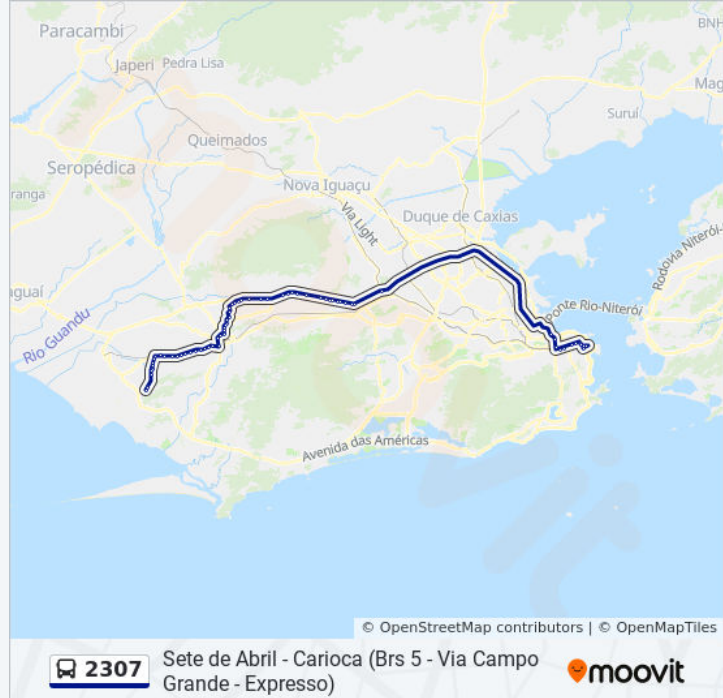 Paracambi
BNH
Japeri
Pedra Lisa
Mag
Suruí
Queimados
Seropédica
Nova Iguaçu
ranga
Via Light
Duque de Caxias
Rodovia Niterói-
aguaí
Rio Guandu
Ponte Rio-Niterói
Avenida das Américas
© OpenStreetMap contributors | © OpenMapTiles
2307
Sete de Abril - Carioca (Brs 5 - Via Campo
Grande - Expresso)
moovit